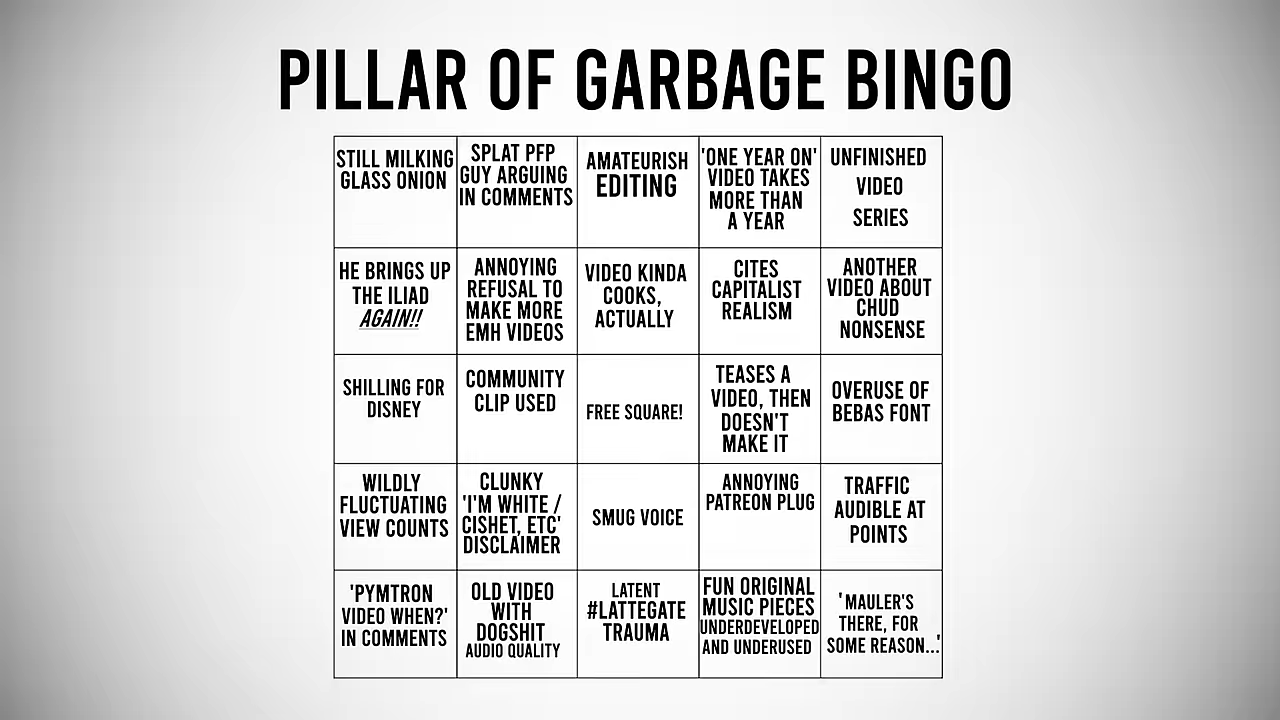 PILLAR OF GARBAGE BINGO
STILL MILKING
GLASS ONION
SPLAT PFP
GUY ARGUING
IN COMMENTS
AMATEURISH
EDITING
'ONE YEAR ON'
VIDEO TAKES
MORE THAN
A YEAR
UNFINISHED
VIDEO
SERIES
HE BRINGS UP
THE ILIAD
AGAIN!!
ANNOYING
REFUSAL TO
MAKE MORE
EMH VIDEOS
VIDEO KINDA
COOKS,
ACTUALLY
CITES
CAPITALIST
REALISM
ANOTHER
VIDEO ABOUT
CHUD
NONSENSE
SHILLING FOR
DISNEY
COMMUNITY
CLIP USED
FREE SQUARE!
TEASES A
VIDEO, THEN
DOESN'T
MAKE IT
OVERUSE OF
BEBAS FONT
WILDLY
FLUCTUATING
VIEW COUNTS
CLUNKY
'I'M WHITE /
CISHET, ETC'
DISCLAIMER
SMUG VOICE
ANNOYING
PATREON PLUG
TRAFFIC
AUDIBLE AT
POINTS
'PYMTRON
VIDEO WHEN?'
IN COMMENTS
OLD VIDEO
WITH
DOGSHIT
AUDIO QUALITY
LATENT
#LATTEGATE
TRAUMA
FUN ORIGINAL
MUSIC PIECES
UNDERDEVELOPED
AND UNDERUSED
'MAULER'S
THERE, FOR
SOME REASON...'